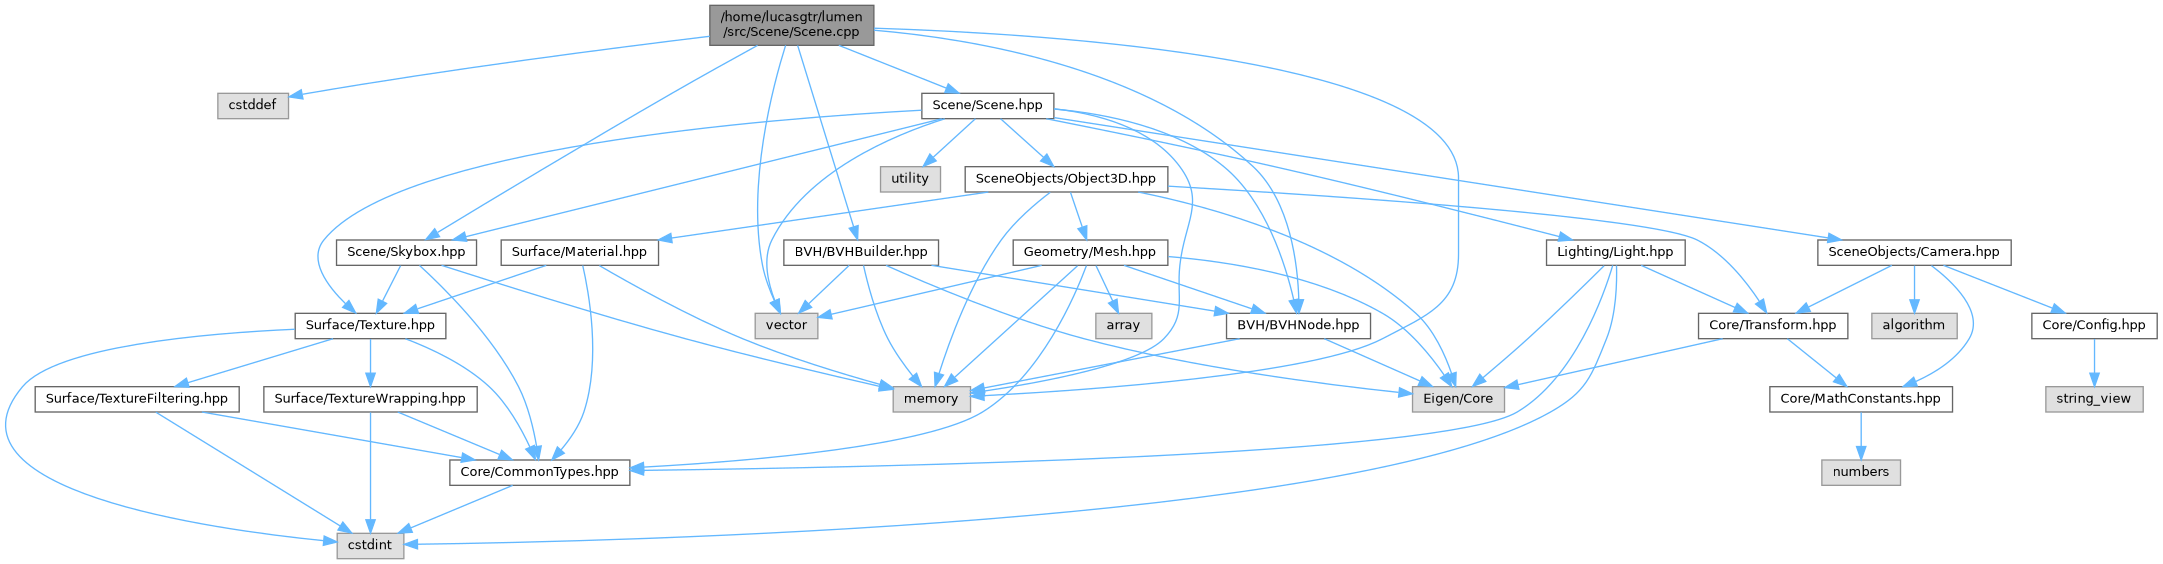 /home/lucasgtr/lumen
/src/Scene/Scene.cpp
cstddef
Scene/Scene.hpp
utility
SceneObjects/Object3D.hpp
Scene/Skybox.hpp
Surface/Material.hpp
BVH/BVHBuilder.hpp
Geometry/Mesh.hpp
Lighting/Light.hpp
SceneObjects/Camera.hpp
Surface/Texture.hpp
vector
array
BVH/BVHNode.hpp
Core/Transform.hpp
algorithm
Core/Config.hpp
Surface/TextureFiltering.hpp
Surface/TextureWrapping.hpp
memory
Eigen/Core
Core/MathConstants.hpp
string_view
Core/CommonTypes.hpp
numbers
cstdint